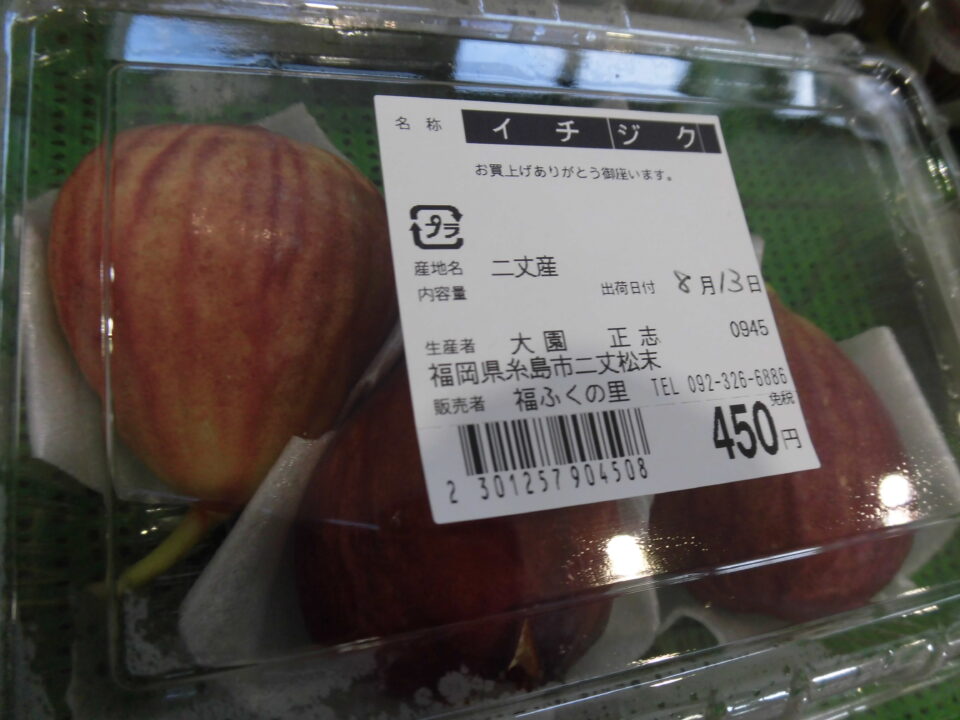 名称 イチジク
お買上げありがとう御座います。
プラ
産地名 二丈産
内容量 出荷日付 8月13日
生産者 大園 正志 0945
福岡県糸島市二丈松末
販売者 福ふくの里 TEL 092-326-6886
450円 免税
2 301257 904508